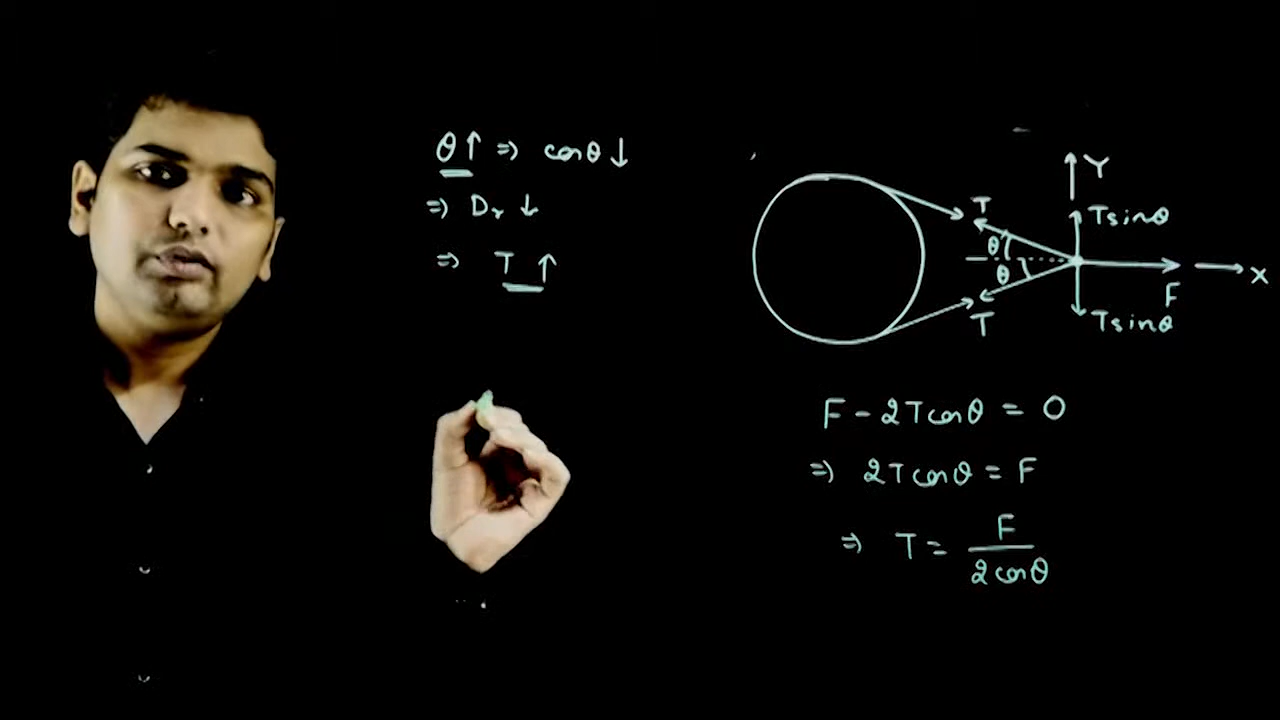 θ↑ ⇒ cosθ↓
⇒ Dr ↓
⇒ T ↑
Y
T
Tsinθ
θ
θ
F
X
T
Tsinθ
F - 2Tcosθ = 0
⇒ 2Tcosθ = F
⇒ T = F / 2cosθ